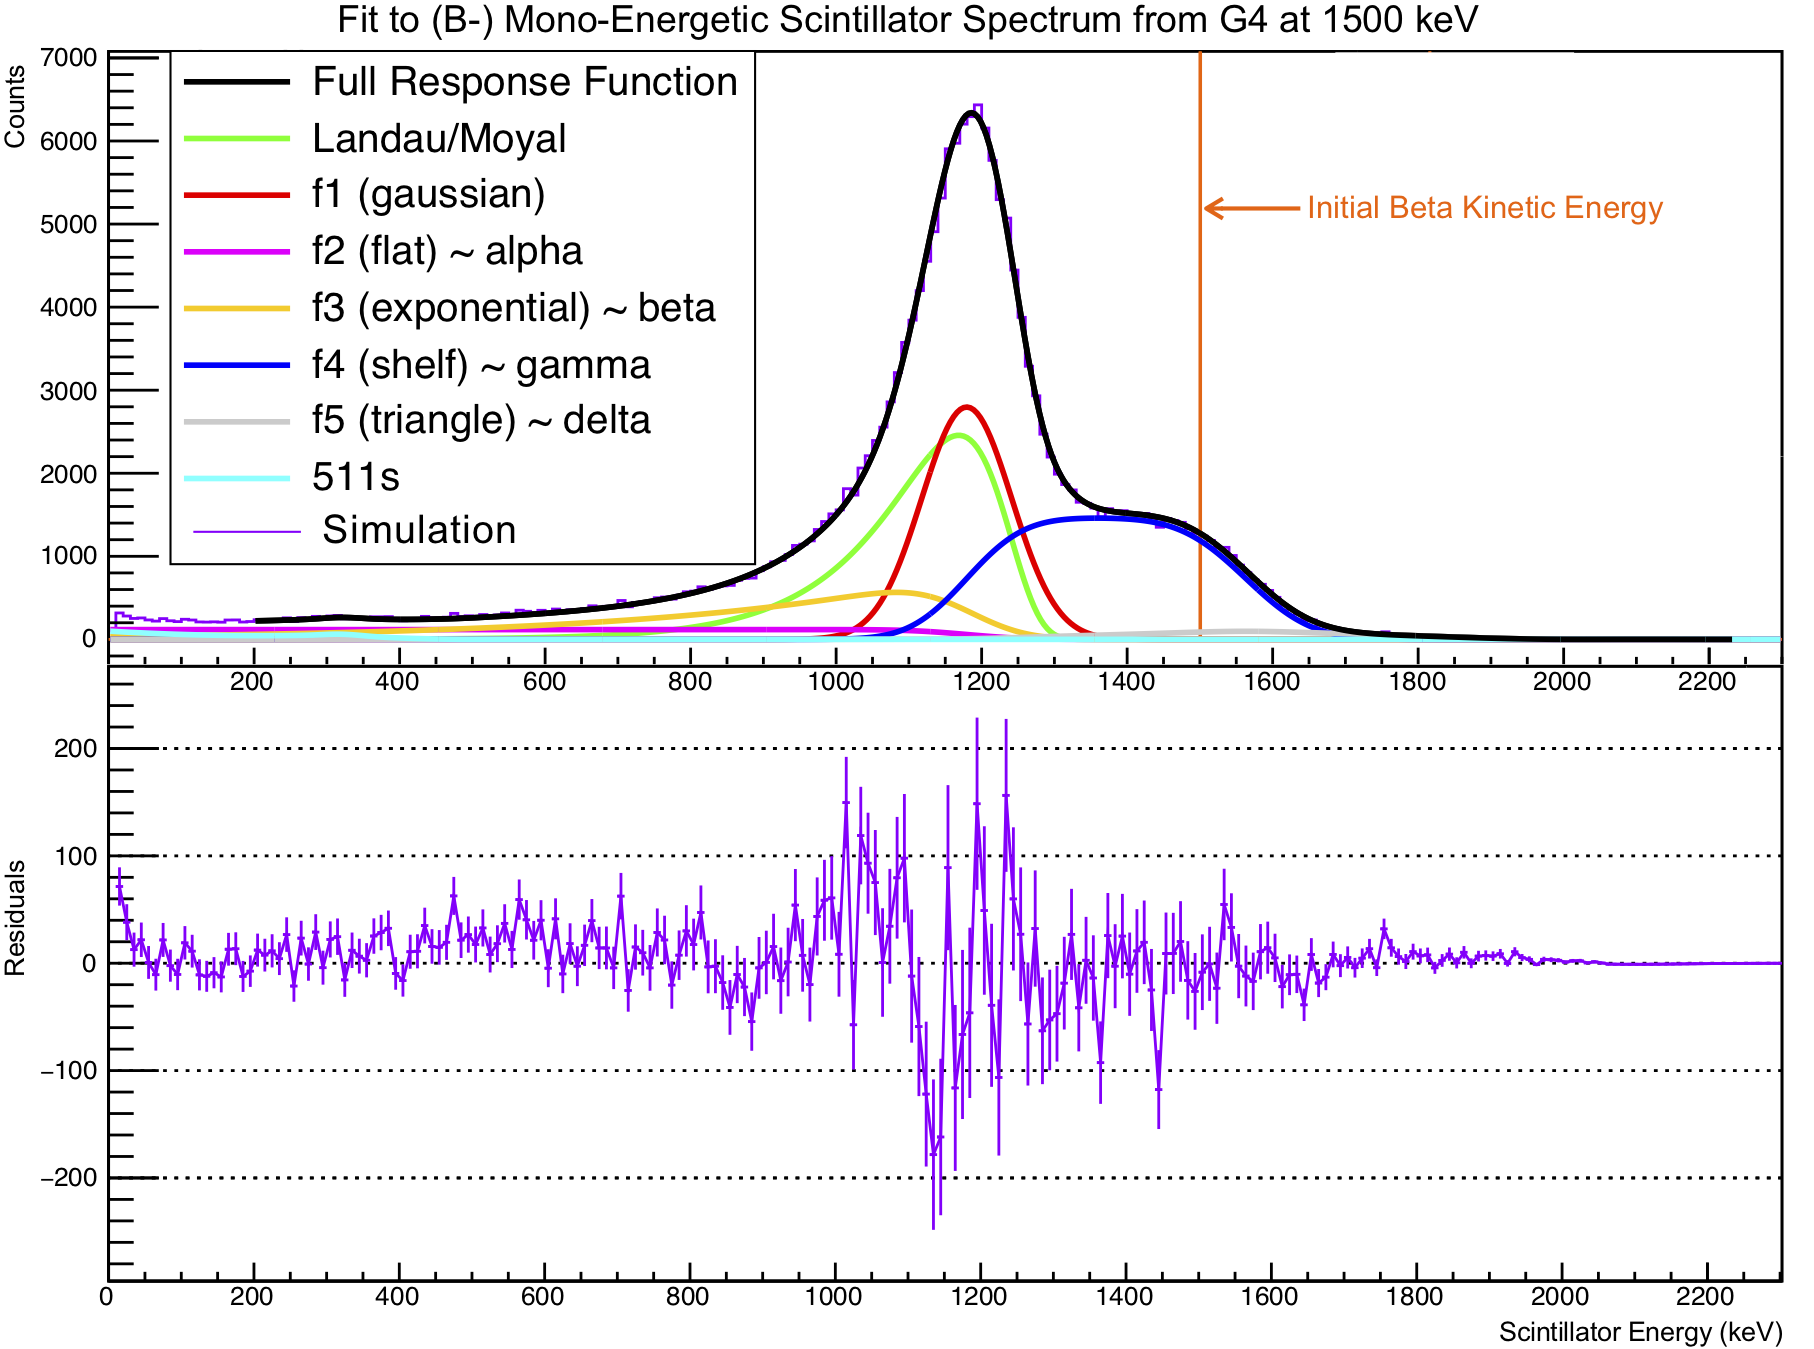 Fit to (B-) Mono-Energetic Scintillator Spectrum from G4 at 1500 keV
Counts
7000
6000
5000
4000
3000
2000
1000
0
Full Response Function
Landau/Moyal
f1 (gaussian)
f2 (flat) ~ alpha
f3 (exponential) ~ beta
f4 (shelf) ~ gamma
f5 (triangle) ~ delta
511s
Simulation
Initial Beta Kinetic Energy
200 400 600 800 1000 1200 1400 1600 1800 2000 2200
Residuals
200
100
0
−100
−200
0 200 400 600 800 1000 1200 1400 1600 1800 2000 2200
Scintillator Energy (keV)